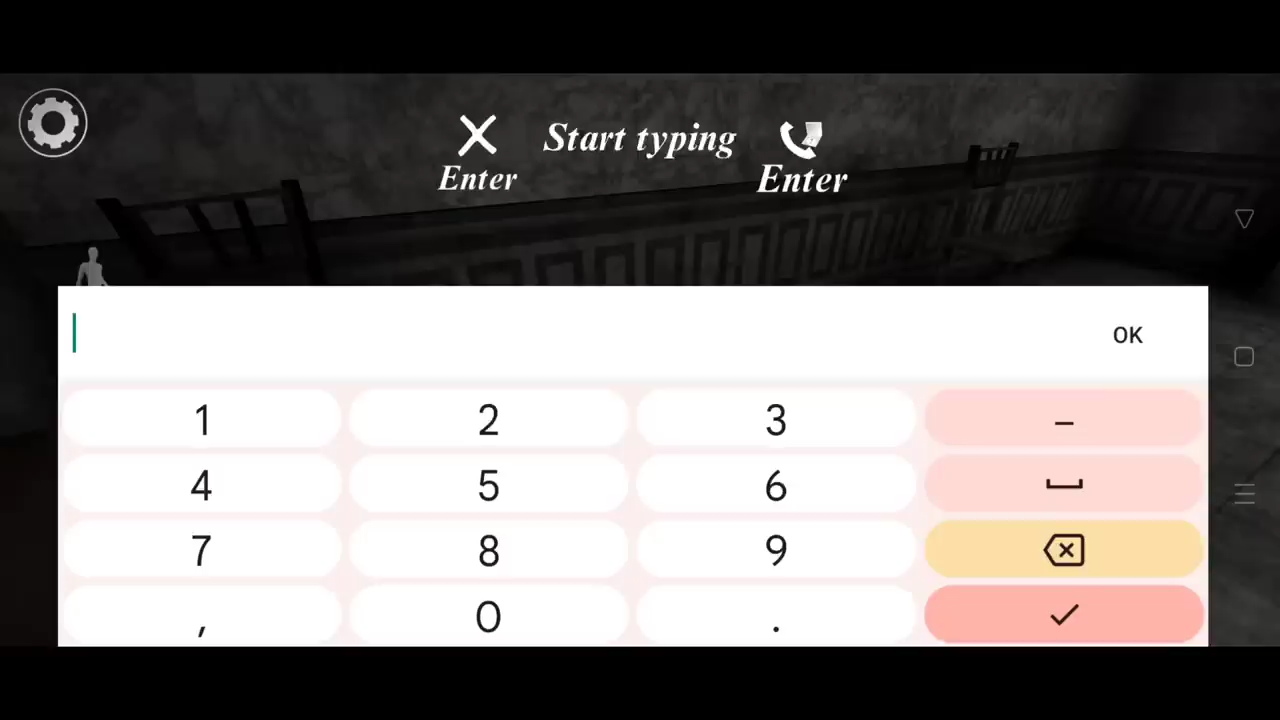 Start typing
Enter
Enter
OK
1 2 3 –
4 5 6
7 8 9
, 0 .